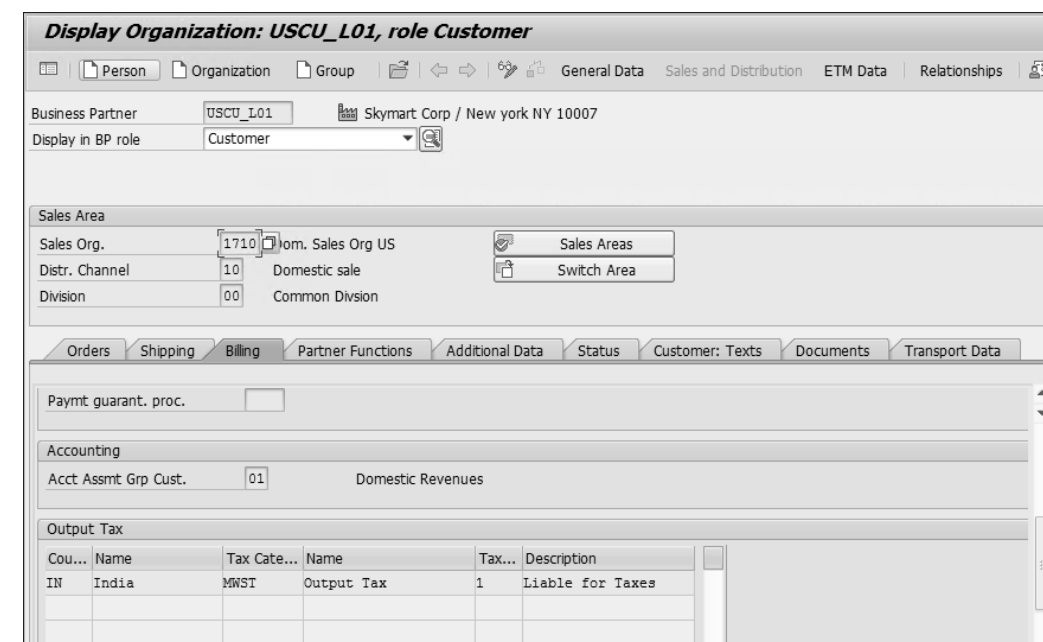 Display Organization: USCU_L01, role Customer
Person Organization Group General Data Sales and Distribution ETM Data Relationships
Business Partner USCU_L01 Skymart Corp / New york NY 10007
Display in BP role Customer
Sales Area
Sales Org. 1710 Dom. Sales Org US Sales Areas
Distr. Channel 10 Domestic sale Switch Area
Division 00 Common Divsion
Orders Shipping Billing Partner Functions Additional Data Status Customer: Texts Documents Transport Data
Paymt guarant. proc.
Accounting
Acct Assmt Grp Cust. 01 Domestic Revenues
Output Tax
Cou... Name Tax Cate... Name Tax... Description
IN India MWST Output Tax 1 Liable for Taxes